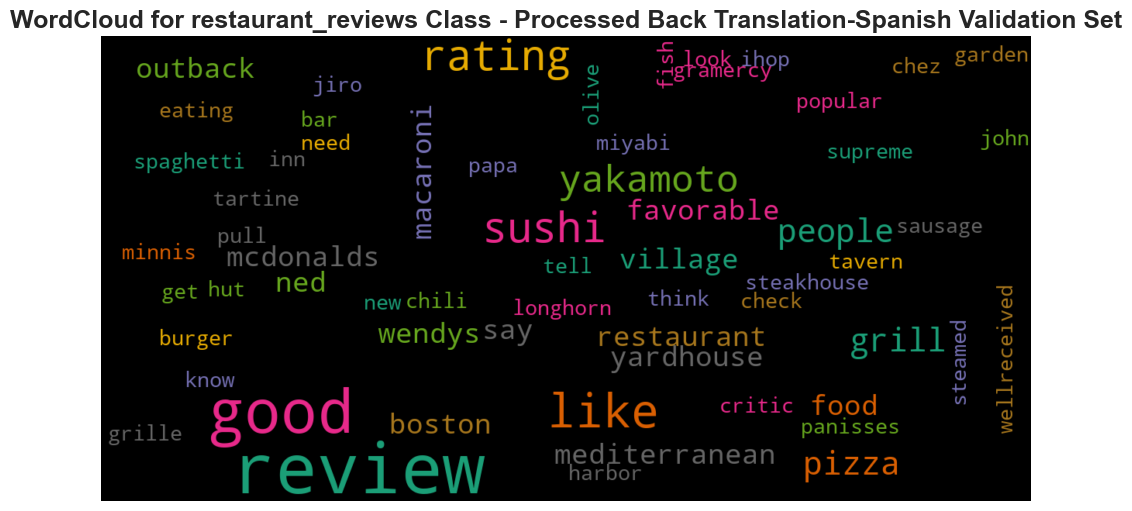 WordCloud for restaurant_reviews Class - Processed Back Translation-Spanish Validation Set
rating
outback
jiro
eating
bar
need
spaghetti
inn
tartine
macaroni
papa
olive
fish
look
ihop
gramercy
chez
garden
popular
miyabi
supreme
john
yakamoto
sushi
favorable
people
sausage
pull
minnis
mcdonalds
ned
get
hut
new
chili
tell
village
tavern
steakhouse
longhorn
think
check
burger
wendys
say
restaurant
yardhouse
grill
steamed
wellreceived
know
good
boston
like
critic
food
panisses
grille
review
mediterranean
harbor
pizza